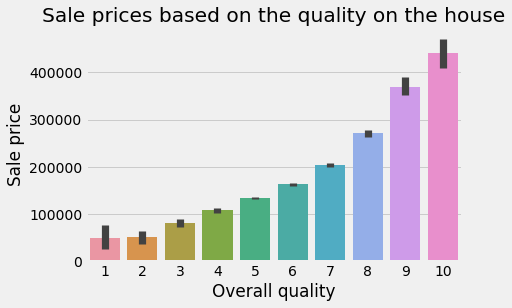 Sale prices based on the quality on the house
400000
300000
200000
100000
0
Sale price
1 2 3 4 5 6 7 8 9 10
Overall quality